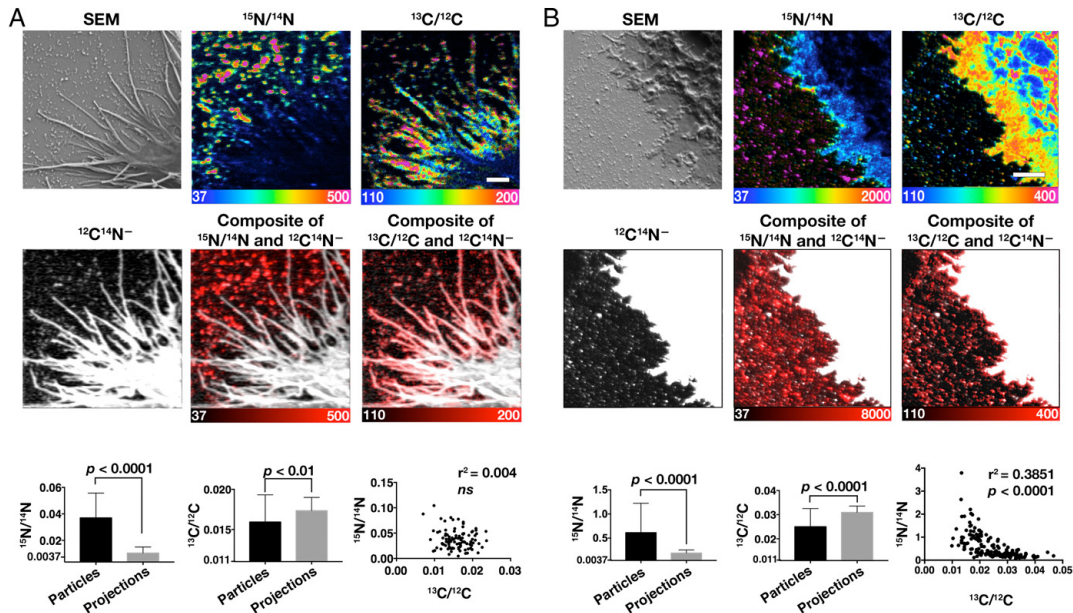 A
SEM
¹⁵N/¹⁴N
¹³C/¹²C
37
500
110
200
¹²C¹⁴N⁻
Composite of
¹⁵N/¹⁴N and ¹²C¹⁴N⁻
Composite of
¹³C/¹²C and ¹²C¹⁴N⁻
37
500
110
200
p < 0.0001
¹⁵N/¹⁴N
0.06
0.04
0.02
0.0037
Particles
Projections
p < 0.01
¹³C/¹²C
0.020
0.015
0.0111
Particles
Projections
r² = 0.004
ns
¹⁵N/¹⁴N
0.15
0.10
0.05
0.00
0.00
0.01
0.02
0.03
¹³C/¹²C
B
SEM
¹⁵N/¹⁴N
¹³C/¹²C
37
2000
110
400
¹²C¹⁴N⁻
Composite of
¹⁵N/¹⁴N and ¹²C¹⁴N⁻
Composite of
¹³C/¹²C and ¹²C¹⁴N⁻
37
8000
110
400
p < 0.0001
¹⁵N/¹⁴N
1.5
1.0
0.5
0.0037
Particles
Projections
p < 0.0001
¹³C/¹²C
0.04
0.03
0.02
0.011
Particles
Projections
r² = 0.3851
p < 0.0001
¹⁵N/¹⁴N
4
3
2
1
0
0.00
0.01
0.02
0.03
0.04
0.05
¹³C/¹²C